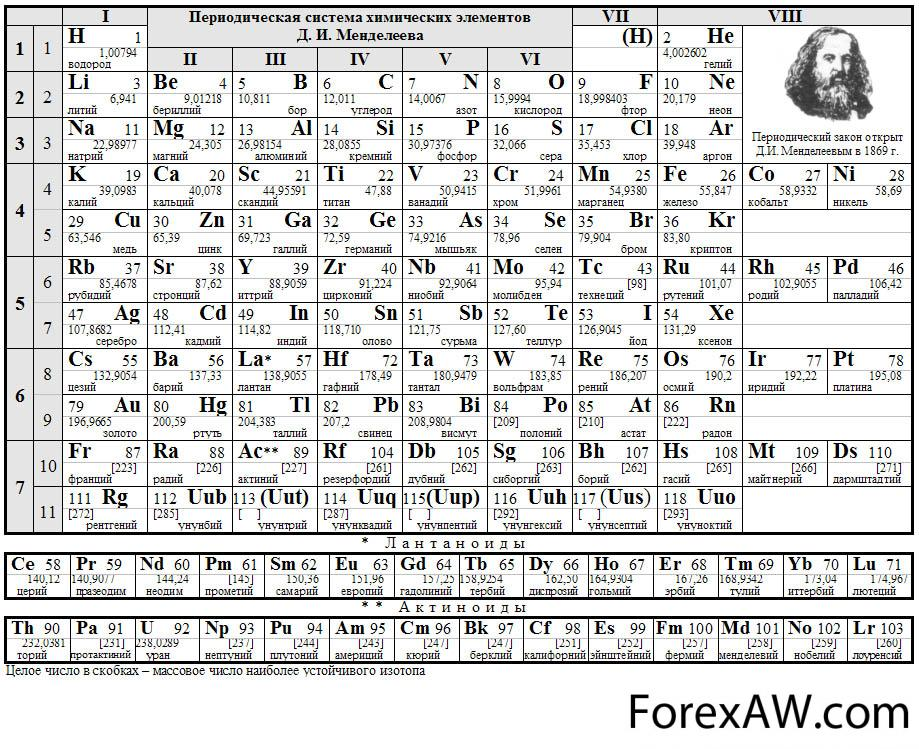 I Периодическая система химических элементов VII VIII
Д. И. Менделеева
II III IV V VI
1 1 H 1 (H) 2 He
1,00794 4,002602
водород гелий
2 2 Li 3 Be 4 5 B 6 C 7 N 8 O 9 F 10 Ne
6,941 9,01218 10,811 12,011 14,0067 15,9994 18,998403 20,179
литий бериллий бор углерод азот кислород фтор неон
3 3 Na 11 Mg 12 13 Al 14 Si 15 P 16 S 17 Cl 18 Ar
22,98977 24,305 26,98154 28,0855 30,97376 32,066 35,453 39,948
натрий магний алюминий кремний фосфор сера хлор аргон
Периодический закон открыт
Д.И. Менделеевым в 1869 г.
4 4 K 19 Ca 20 Sc 21 Ti 22 V 23 Cr 24 Mn 25 Fe 26 Co 27 Ni 28
39,0983 40,078 44,95591 47,88 50,9415 51,9961 54,9380 55,847 58,9332 58,69
калий кальций скандий титан ванадий хром марганец железо кобальт никель
5 29 Cu 30 Zn 31 Ga 32 Ge 33 As 34 Se 35 Br 36 Kr
63,546 65,39 69,723 72,59 74,9216 78,96 79,904 83,80
медь цинк галлий германий мышьяк селен бром криптон
5 6 Rb 37 Sr 38 Y 39 Zr 40 Nb 41 Mo 42 Tc 43 Ru 44 Rh 45 Pd 46
85,4678 87,62 88,9059 91,224 92,9064 95,94 [98] 101,07 102,9055 106,42
рубидий стронций иттрий цирконий ниобий молибден технеций рутений родий палладий
7 47 Ag 48 Cd 49 In 50 Sn 51 Sb 52 Te 53 I 54 Xe
107,8682 112,41 114,82 118,710 121,75 127,60 126,9045 131,29
серебро кадмий индий олово сурьма теллур йод ксенон
6 8 Cs 55 Ba 56 La* 57 Hf 72 Ta 73 W 74 Re 75 Os 76 Ir 77 Pt 78
132,9054 137,33 138,9055 178,49 180,9479 183,85 186,207 190,2 192,22 195,08
цезий барий лантан гафний тантал вольфрам рений осмий иридий платина
9 79 Au 80 Hg 81 Tl 82 Pb 83 Bi 84 Po 85 At 86 Rn
196,9665 200,59 204,383 207,2 208,9804 [209] [210] [222]
золото ртуть таллий свинец висмут полоний астат радон
7 10 Fr 87 Ra 88 Ac** 89 Rf 104 Db 105 Sg 106 Bh 107 Hs 108 Mt 109 Ds 110
[223] [226] [227] [261] [262] [263] [262] [265] [266] [271]
франций радий актиний резерфордий дубний сиборгий борий гасий майтнерий дармштадтий
11 111 Rg 112 Uub 113 (Uut) 114 Uuq 115(Uup) 116 Uuh 117 (Uus) 118 Uuo
[272] [285] [ ] [287] [ ] [292] [ ] [293]
рентгений унунбий унунтрий унунквадий унунпентий унунгексий унунсептий унуноктий
* Лантаноиды
Ce 58 Pr 59 Nd 60 Pm 61 Sm 62 Eu 63 Gd 64 Tb 65 Dy 66 Ho 67 Er 68 Tm 69 Yb 70 Lu 71
140,12 140,9077 144,24 [145] 150,36 151,96 157,25 158,9254 162,50 164,9304 167,26 168,9342 173,04 174,967
церий празеодим неодим прометий самарий европий гадолиний тербий диспрозий гольмий эрбий тулий иттербий лютеций
** Актиноиды
Th 90 Pa 91 U 92 Np 93 Pu 94 Am 95 Cm 96 Bk 97 Cf 98 Es 99 Fm 100 Md 101 No 102 Lr 103
232,0381 [231] 238,0289 [237] [244] [243] [247] [247] [251] [252] [257] [258] [259] [260]
торий протактиний уран нептуний плутоний америций кюрий берклий калифорний эйнштейний фермий менделевий нобелий лоуренсий
Целое число в скобках – массовое число наиболее устойчивого изотопа
ForexAW.com